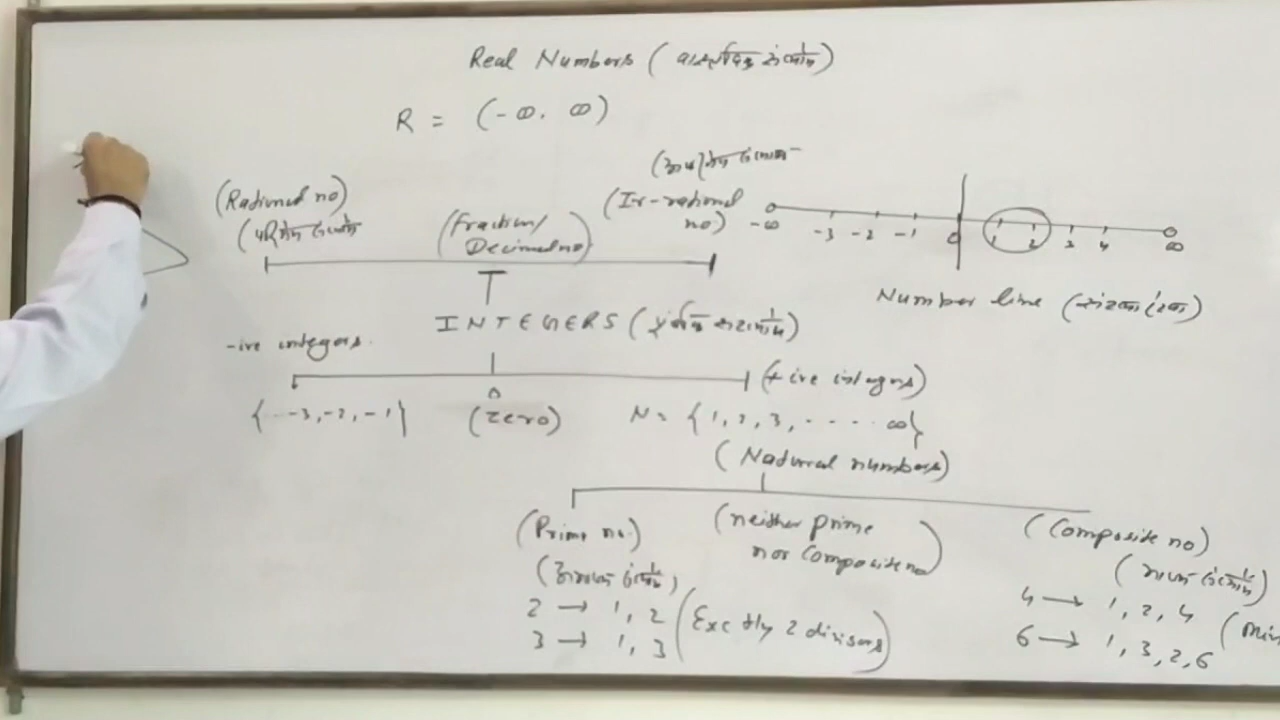 Real Numbers (वास्तविक संख्याएं)
R = (-∞, ∞)
(Rational no)
(Fraction/
Decimal no)
(Ir-rational
no)
-∞ -3 -2 -1 0 1 2 3 4 ∞
Number line (संख्या रेखा)
INTEGERS (पूर्णांक संख्याएं)
-ive integers
(+ive integers)
{ -- -3, -2, -1}
0
(Zero)
N = {1, 2, 3, - - - - ∞}
(Natural numbers)
(Prime no.)
(neither prime
nor Composite no)
(Composite no)
2 → 1, 2
3 → 1, 3
(Exctly 2 divisors)
4 → 1, 2, 4
6 → 1, 3, 2, 6